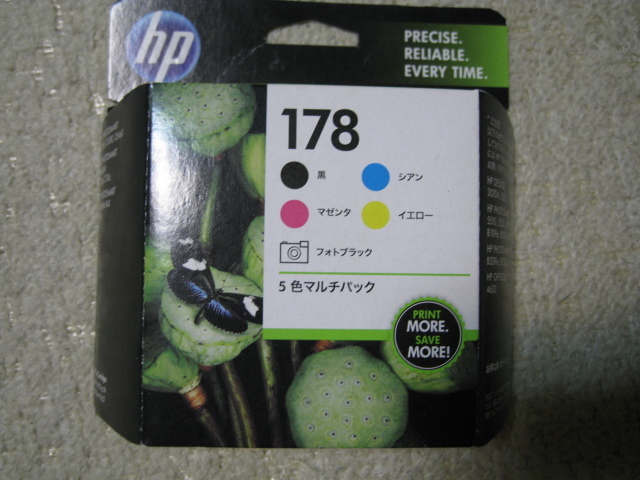 hp
PRECISE.
RELIABLE.
EVERY TIME.
178
黒
シアン
マゼンタ
イエロー
フォトブラック
5色マルチパック
PRINT
MORE.
SAVE
MORE!